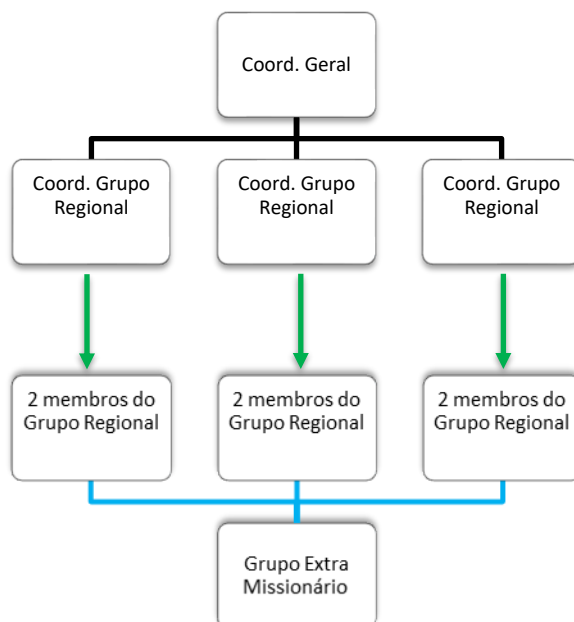 Coord. Geral
Coord. Grupo
Regional
Coord. Grupo
Regional
Coord. Grupo
Regional
2 membros do
Grupo Regional
2 membros do
Grupo Regional
2 membros do
Grupo Regional
Grupo Extra
Missionário